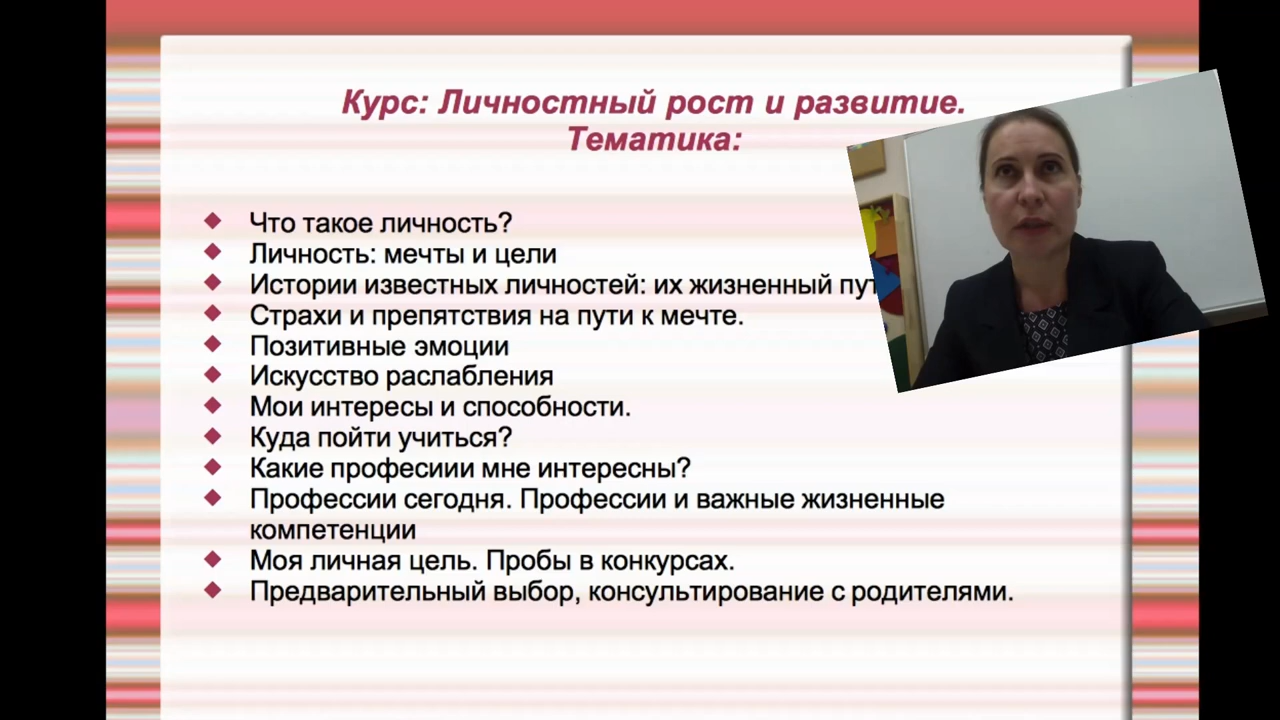 Курс: Личностный рост и развитие.
Тематика:
Что такое личность?
Личность: мечты и цели
Истории известных личностей: их жизненный
Страхи и препятствия на пути к мечте.
Позитивные эмоции
Искусство раслабления
Мои интересы и способности.
Куда пойти учиться?
Какие професиии мне интересны?
Профессии сегодня. Профессии и важные жизненные
компетенции
Моя личная цель. Пробы в конкурсах.
Предварительный выбор, консультирование с родителями.